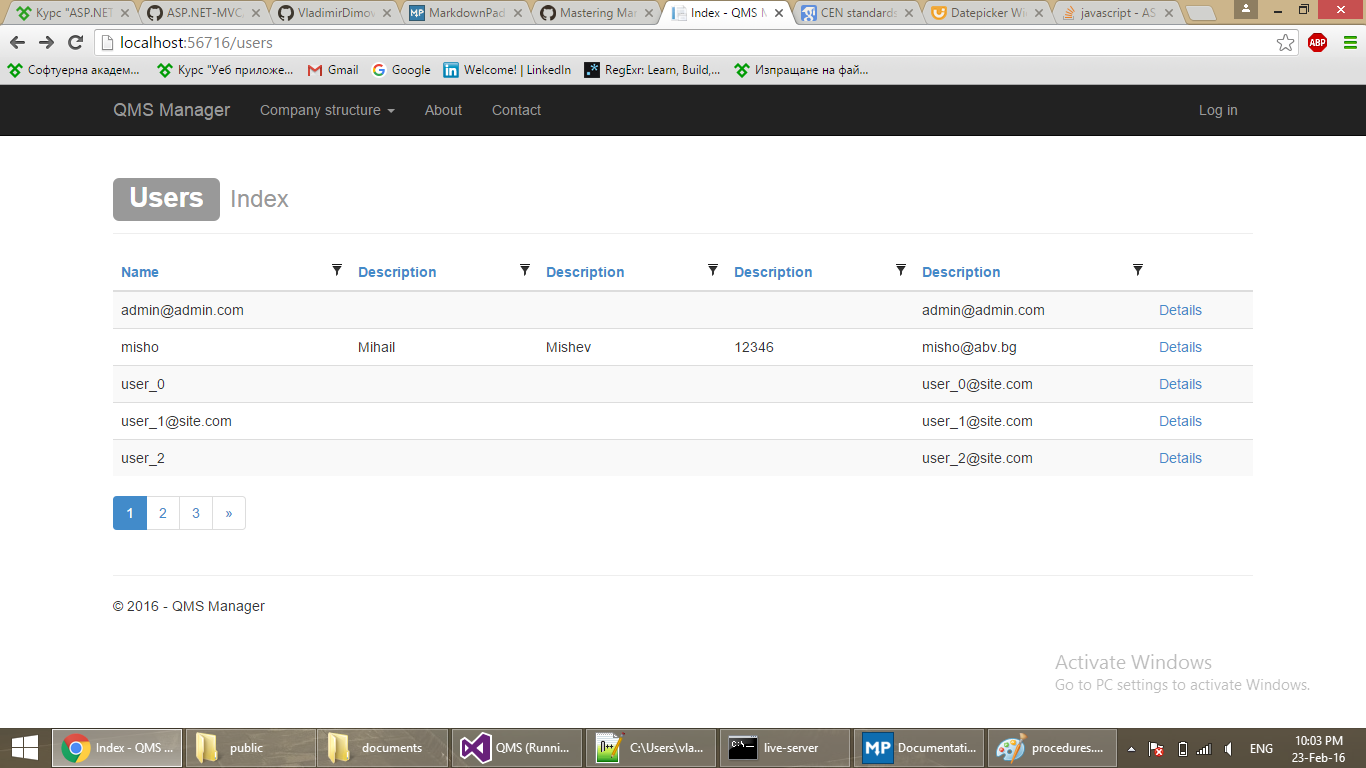 Курс "ASP.NET
ASP.NET-MVC
VladimirDimov
MarkdownPad
Mastering Mar
Index - QMS M
CEN standards
Datepicker Wi
javascript - AS
localhost:56716/users
ABP
Софтуерна академ...
Курс "Уеб приложе...
Gmail
Google
Welcome! | LinkedIn
RegExr: Learn, Build,...
Изпращане на фай...
QMS Manager
Company structure
About
Contact
Log in
Users Index
Name Description Description Description Description
admin@admin.com admin@admin.com Details
misho Mihail Mishev 12346 misho@abv.bg Details
user_0 user_0@site.com Details
user_1@site.com user_1@site.com Details
user_2 user_2@site.com Details
1 2 3 »
© 2016 - QMS Manager
Activate Windows
Go to PC settings to activate Windows.
Index - QMS ...
public
documents
QMS (Runni...
C:\Users\vla...
live-server
MP
Documentati...
procedures....
ENG
10:03 PM
23-Feb-16